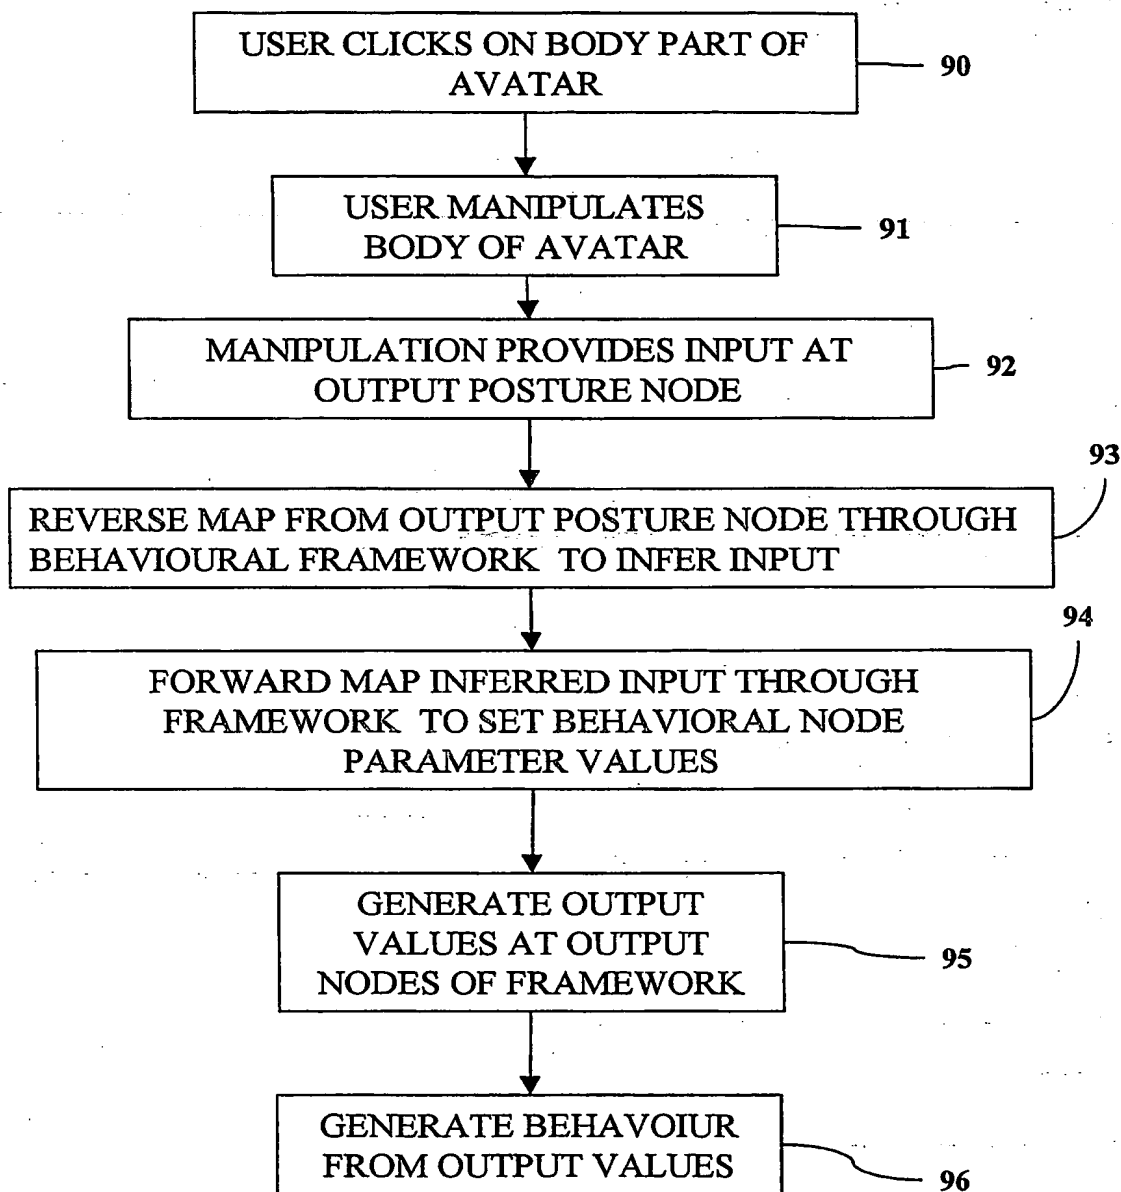 USER CLICKS ON BODY PART OF
AVATAR
90
USER MANIPULATES
BODY OF AVATAR
91
MANIPULATION PROVIDES INPUT AT
OUTPUT POSTURE NODE
92
93
REVERSE MAP FROM OUTPUT POSTURE NODE THROUGH
BEHAVIOURAL FRAMEWORK TO INFER INPUT
94
FORWARD MAP INFERRED INPUT THROUGH
FRAMEWORK TO SET BEHAVIORAL NODE
PARAMETER VALUES
GENERATE OUTPUT
VALUES AT OUTPUT
NODES OF FRAMEWORK
95
GENERATE BEHAVOIUR
FROM OUTPUT VALUES
96